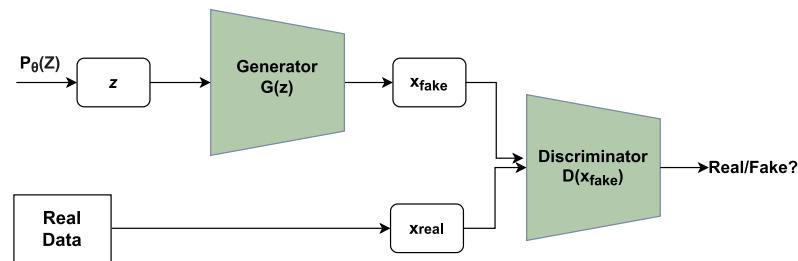 Pθ(Z)
z
Generator
G(z)
xfake
Discriminator
D(xfake)
Real/Fake?
Real
Data
xreal